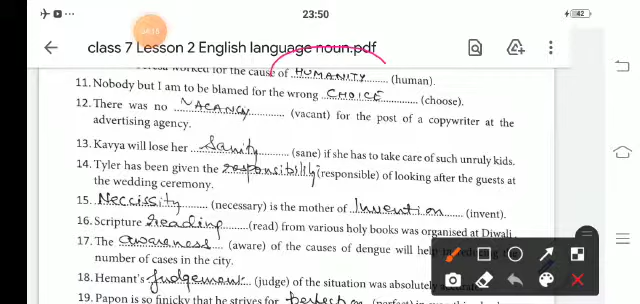 23:50
42
04:18
class 7 Lesson 2 English language noun.pdf
worked for the cause of HUMANITY (human).
11. Nobody but I am to be blamed for the wrong CHOICE (choose).
12. There was no VACANCY (vacant) for the post of a copywriter at the
advertising agency.
13. Kavya will lose her Sanity (sane) if she has to take care of such unruly kids.
14. Tyler has been given the responsibility (responsible) of looking after the guests at
the wedding ceremony.
15. Neccissity (necessary) is the mother of Invention (invent).
16. Scripture reading (read) from various holy books was organised at Diwali
17. The awareness (aware) of the causes of dengue will help in reducing the
number of cases in the city.
18. Hemant's judgement (judge) of the situation was absolutely
19. Papon is so finicky that he strives for perfection (perfect)